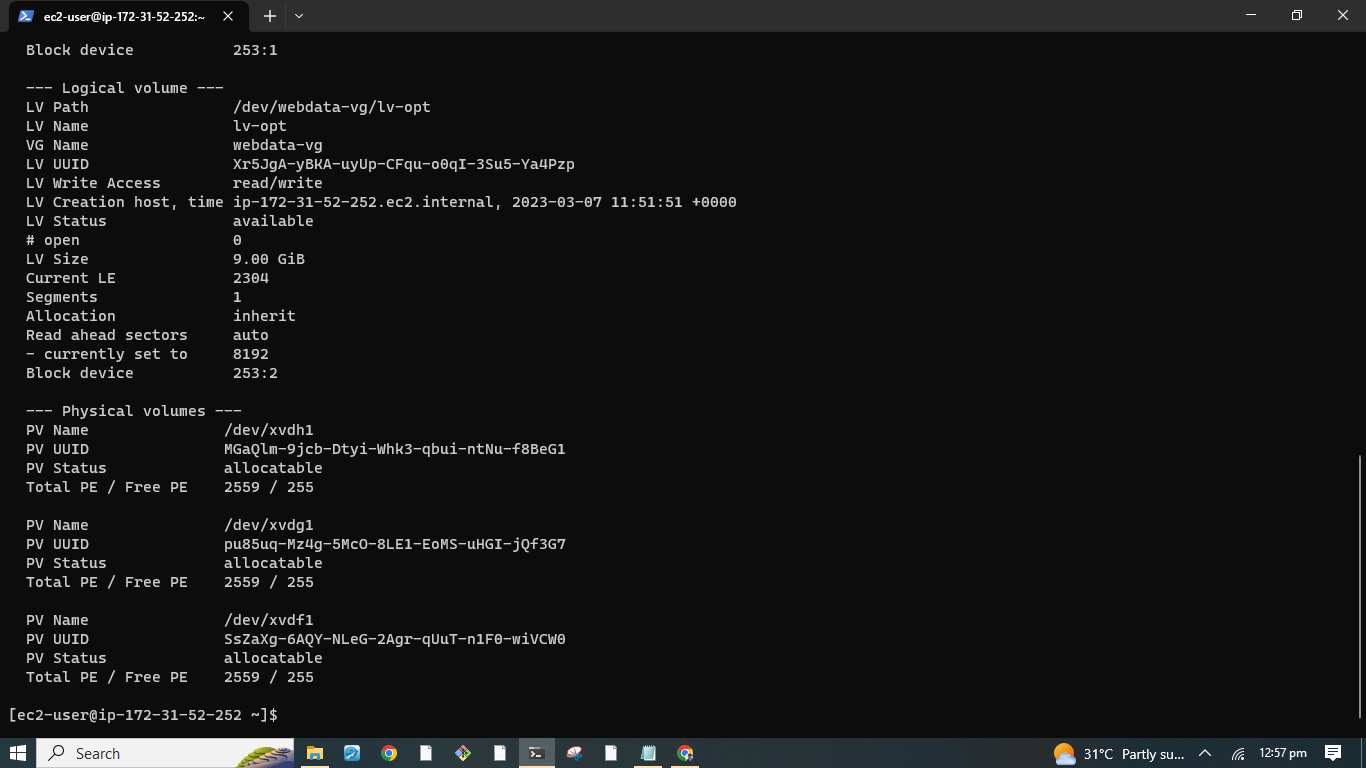 ec2-user@ip-172-31-52-252:~
Block device 253:1
--- Logical volume ---
LV Path /dev/webdata-vg/lv-opt
LV Name lv-opt
VG Name webdata-vg
LV UUID Xr5JgA-yBKA-uyUp-CFqu-o0qI-3Su5-Ya4Pzp
LV Write Access read/write
LV Creation host, time ip-172-31-52-252.ec2.internal, 2023-03-07 11:51:51 +0000
LV Status available
# open 0
LV Size 9.00 GiB
Current LE 2304
Segments 1
Allocation inherit
Read ahead sectors auto
- currently set to 8192
Block device 253:2
--- Physical volumes ---
PV Name /dev/xvdh1
PV UUID MGaQlm-9jcb-Dtyi-Whk3-qbui-ntNu-f8BeG1
PV Status allocatable
Total PE / Free PE 2559 / 255
PV Name /dev/xvdg1
PV UUID pu85uq-Mz4g-5McO-8LE1-EoMS-uHGI-jQf3G7
PV Status allocatable
Total PE / Free PE 2559 / 255
PV Name /dev/xvdf1
PV UUID SsZaXg-6AQY-NLeG-2Agr-qUuT-n1F0-wiVCW0
PV Status allocatable
Total PE / Free PE 2559 / 255
[ec2-user@ip-172-31-52-252 ~]$
Search
31°C Partly su...
12:57 pm